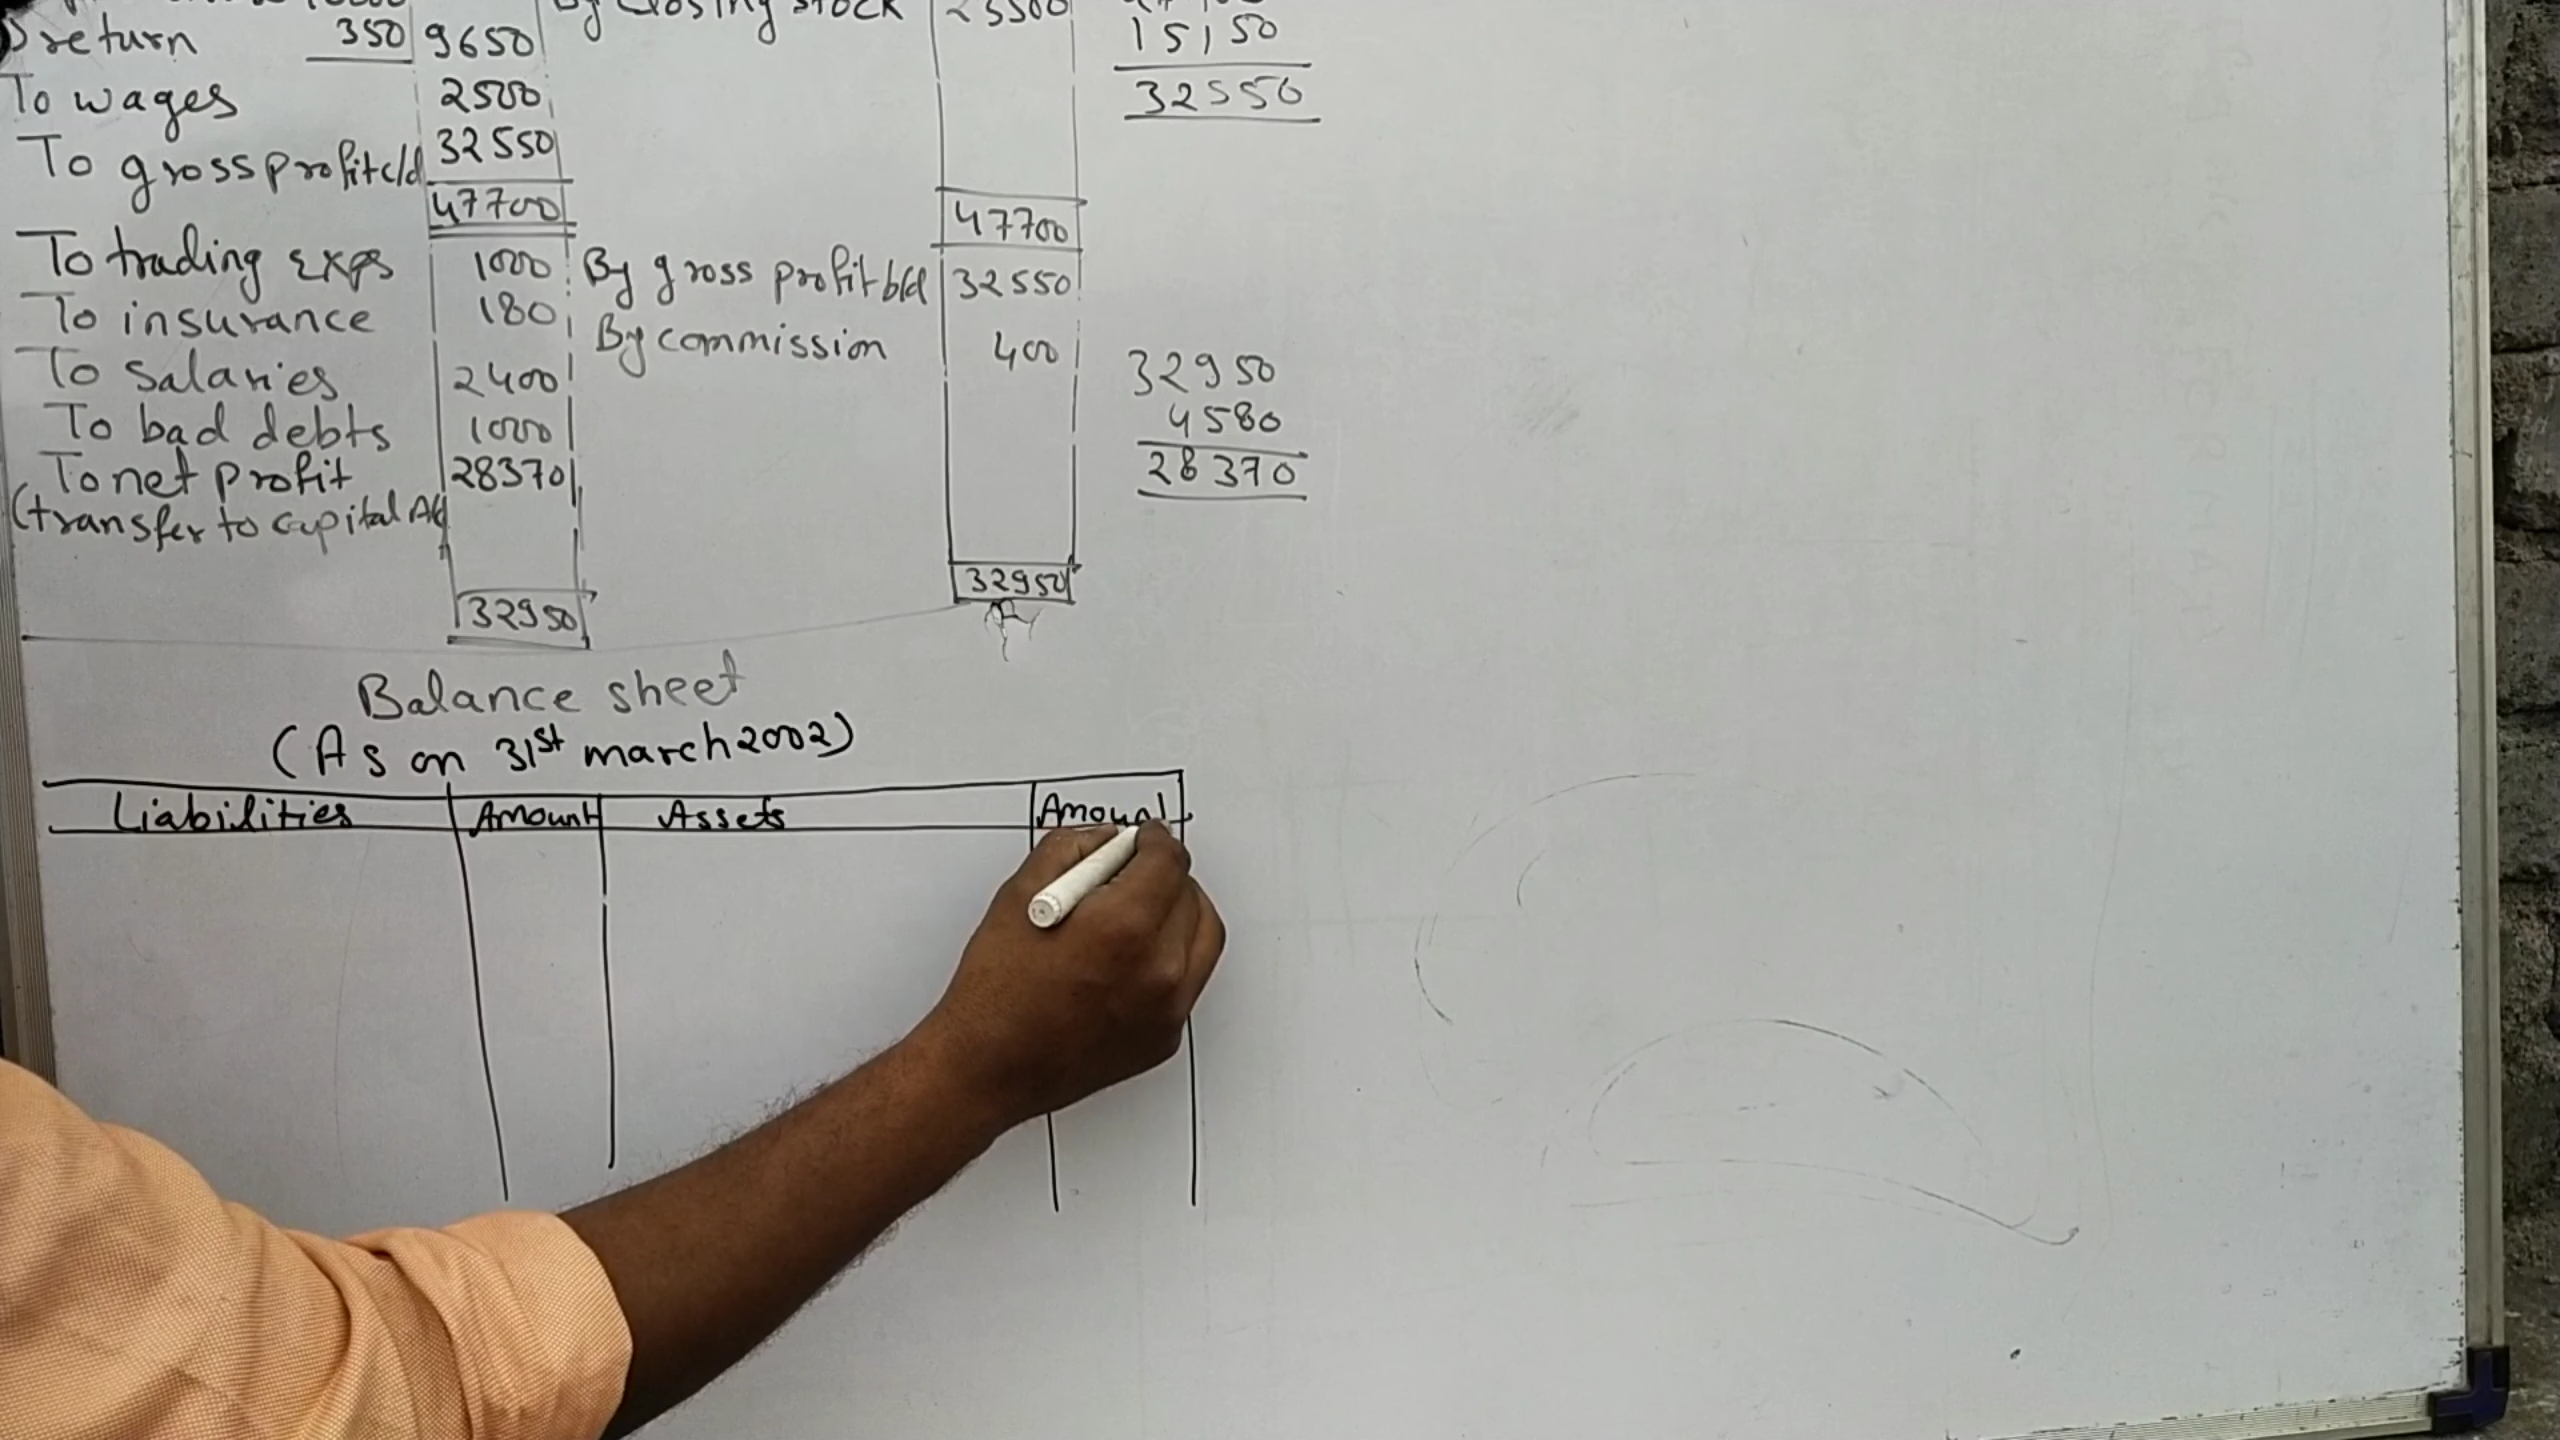 return 350 9650 By closing stock 23500 15150
To wages 2500 32550
To gross profit c/d 32550
47700 47700
To trading exps 1000 By gross profit b/d 32550
To insurance 180 By commission 400
To salaries 2400 32950
To bad debts 1000 4580
To net profit 28370 28370
(transfer to capital A/c
32950 32950
Balance sheet
(As on 31st march 2002)
Liabilities Amount Assets Amount